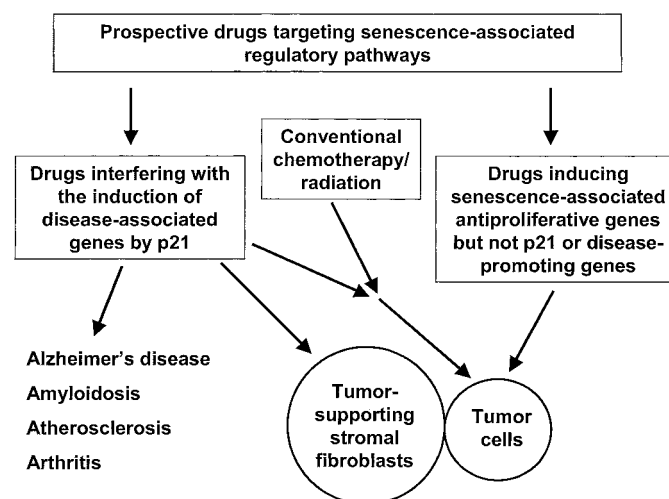 Prospective drugs targeting senescence-associated
regulatory pathways
Conventional
chemotherapy/
radiation
Drugs interfering with
the induction of
disease-associated
genes by p21
Drugs inducing
senescence-associated
antiproliferative genes
but not p21 or disease-
promoting genes
Alzheimer's disease
Amyloidosis
Atherosclerosis
Arthritis
Tumor-
supporting
stromal
fibroblasts
Tumor
cells